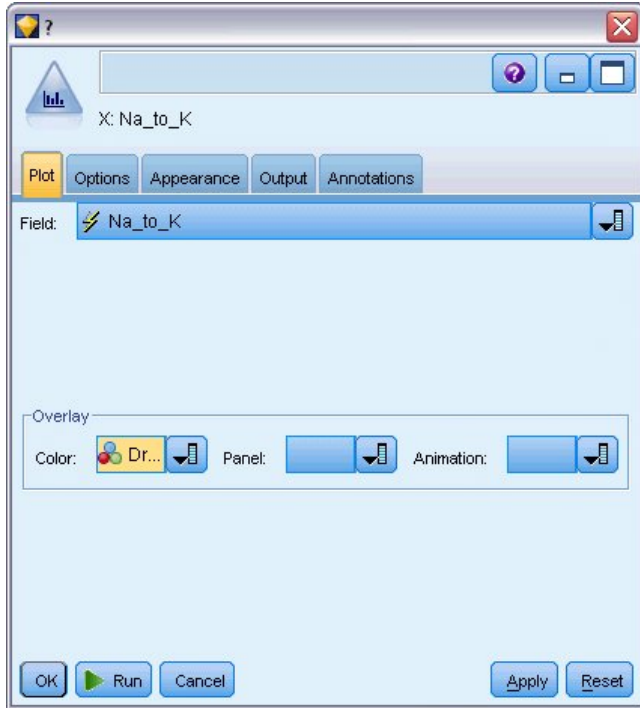 ?
X: Na_to_K
Plot Options Appearance Output Annotations
Field: Na_to_K
Overlay
Color: Dr... Panel: Animation:
OK Run Cancel Apply Reset